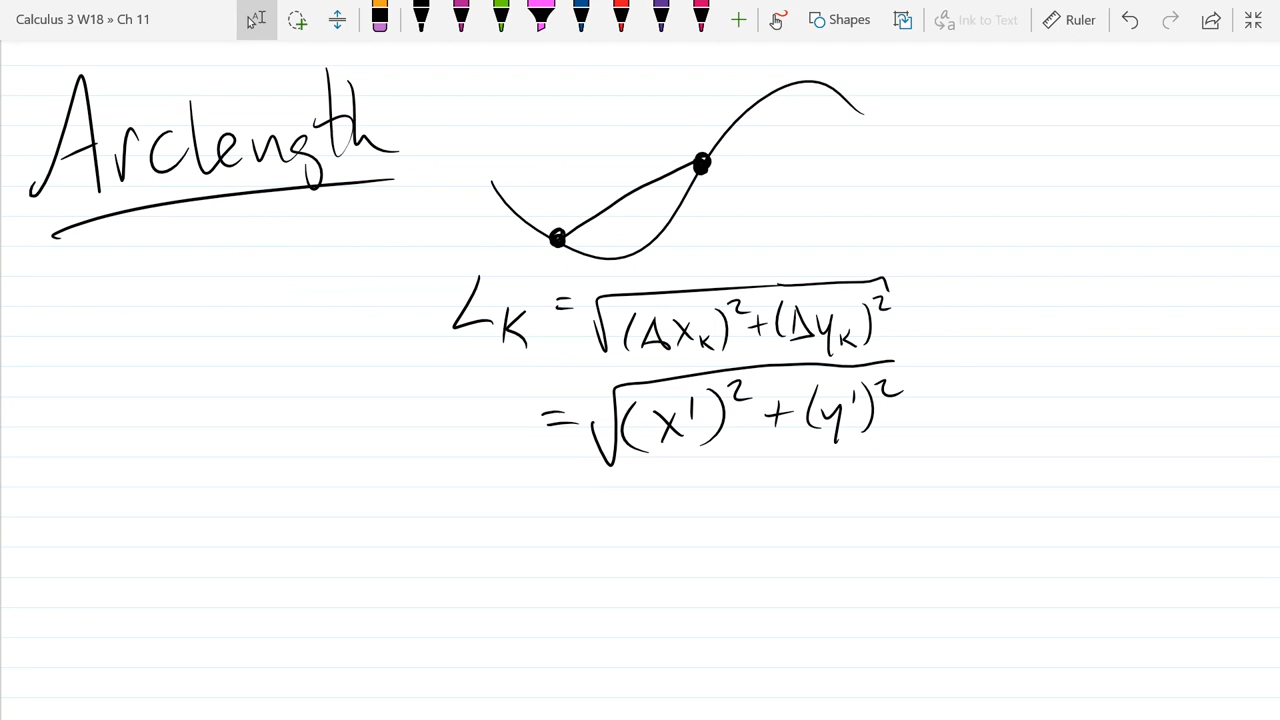 Calculus 3 W18 » Ch 11
Shapes
Ink to Text
Ruler
Arclength
L_K = √((Δx_K)² + (Δy_K)²)
= √((x')² + (y')²)